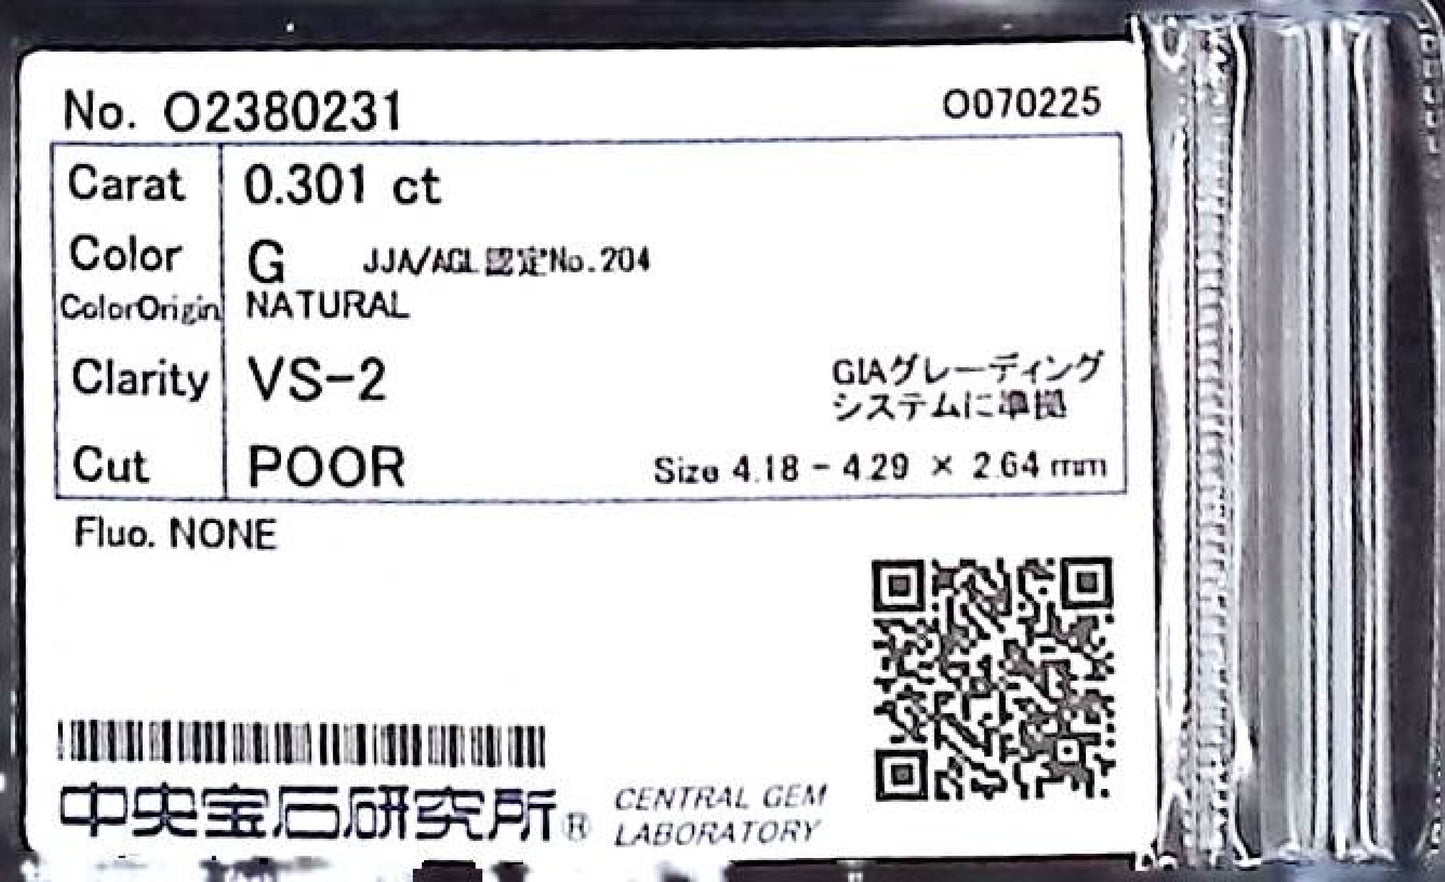 No. O2380231 O070225
Carat 0.301 ct
Color G JJA/AGL認定No.204
ColorOrigin NATURAL
Clarity VS-2
GIAグレーディング
システムに準拠
Cut POOR Size 4.18 - 4.29 × 2.64 mm
Fluo. NONE
中央宝石研究所® CENTRAL GEM
LABORATORY